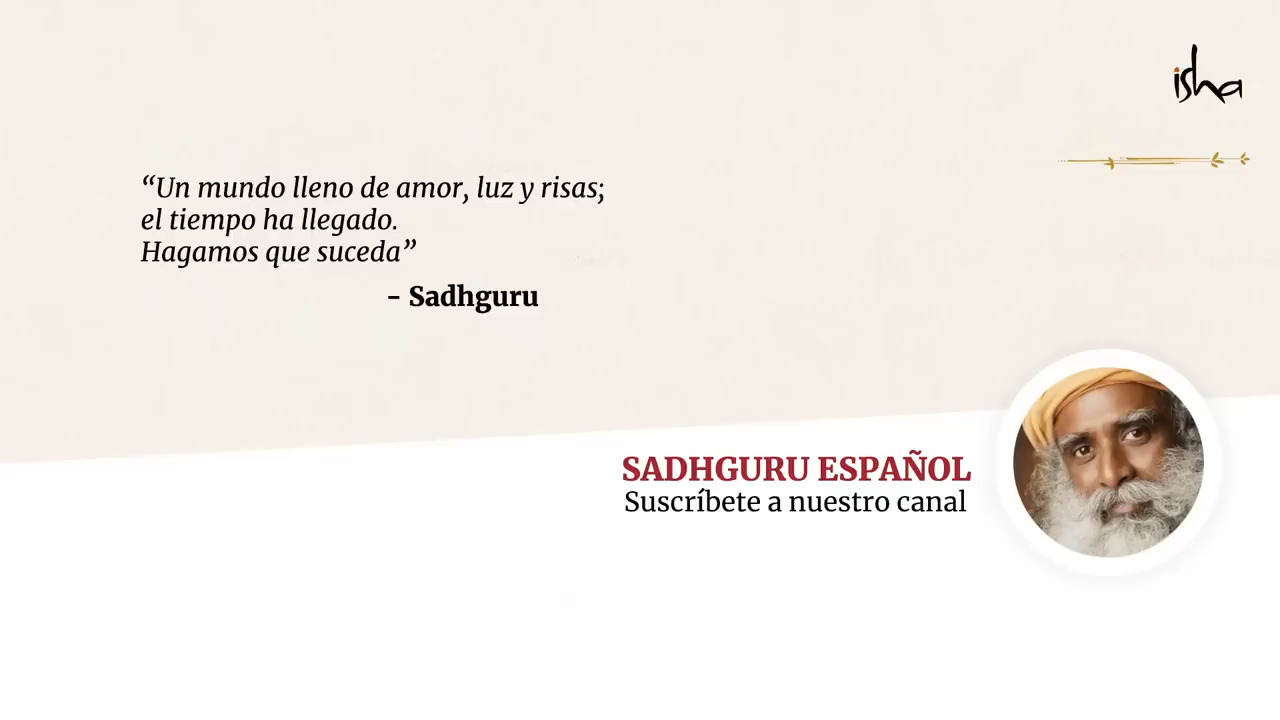 isha
“Un mundo lleno de amor, luz y risas;
el tiempo ha llegado.
Hagamos que suceda”
- Sadhguru
SADHGURU ESPAÑOL
Suscríbete a nuestro canal